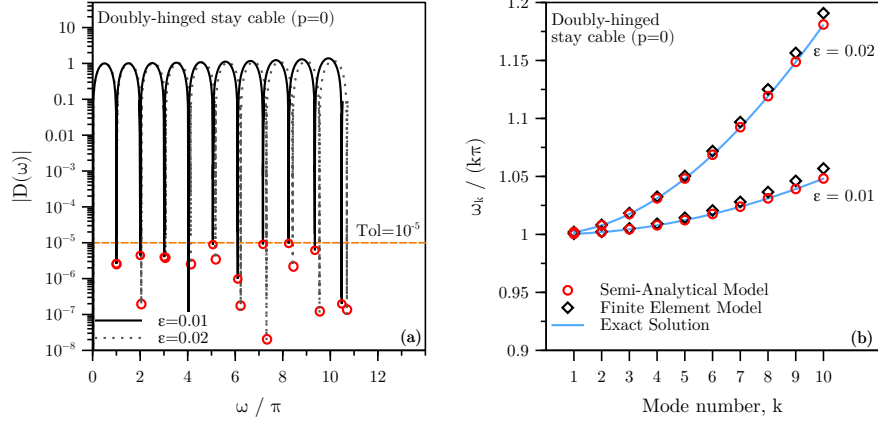 Doubly-hinged stay cable (p=0)
|D(ω)|
10
1
0.1
0.01
10⁻³
10⁻⁴
10⁻⁵
10⁻⁶
10⁻⁷
10⁻⁸
Tol=10⁻⁵
ε=0.01
ε=0.02
(a)
0 2 4 6 8 10 12
ω / π
Doubly-hinged
stay cable (p=0)
ω_k / (kπ)
1.2
1.15
1.1
1.05
1
0.95
0.9
ε = 0.02
ε = 0.01
Semi-Analytical Model
Finite Element Model
Exact Solution
(b)
1 2 3 4 5 6 7 8 9 10
Mode number, k